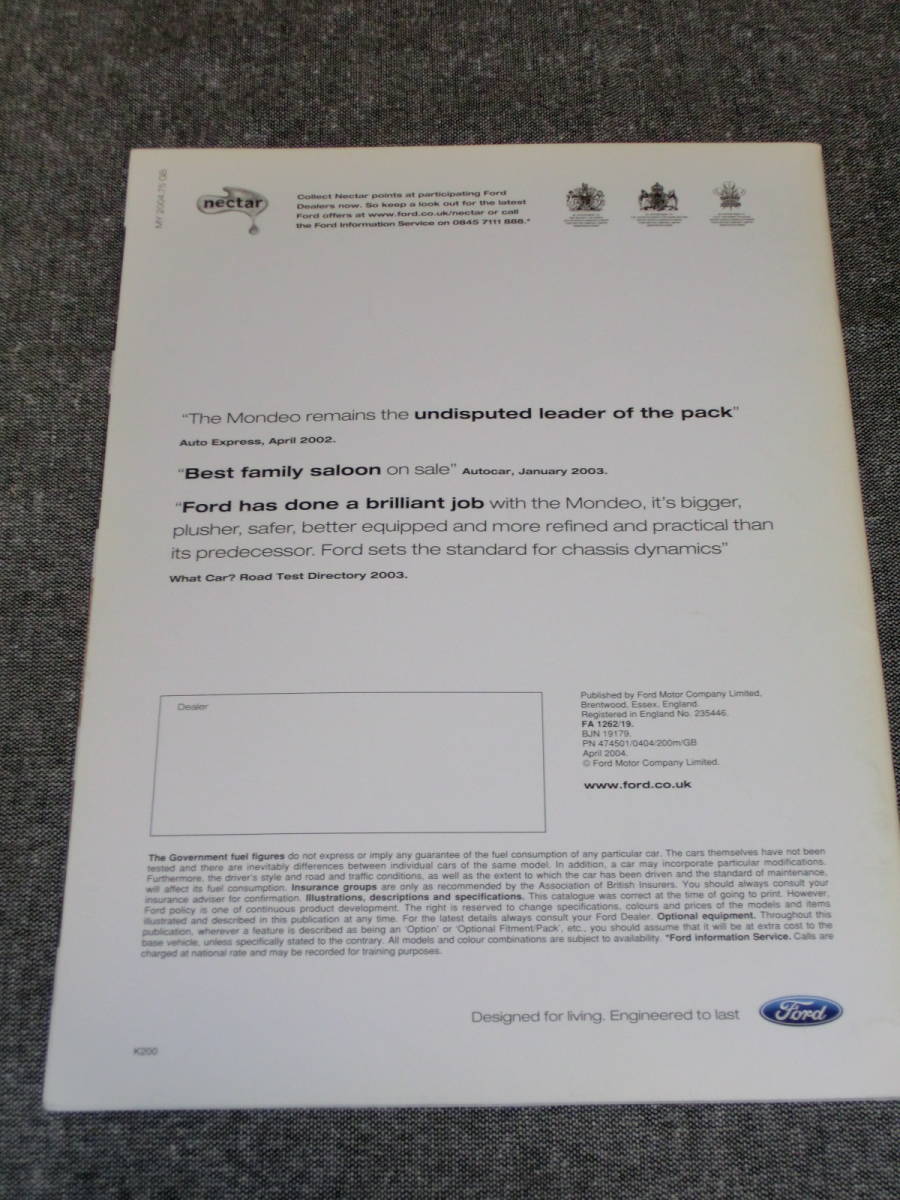 MY 2004.75 GB
nectar
Collect Nectar points at participating Ford
Dealers now. So keep a look out for the latest
Ford offers at www.ford.co.uk/nectar or call
the Ford Information Service on 0845 7111 888.*
“The Mondeo remains the undisputed leader of the pack”
Auto Express, April 2002.
“Best family saloon on sale” Autocar, January 2003.
“Ford has done a brilliant job with the Mondeo, it’s bigger,
plusher, safer, better equipped and more refined and practical than
its predecessor. Ford sets the standard for chassis dynamics”
What Car? Road Test Directory 2003.
Dealer
Published by Ford Motor Company Limited,
Brentwood, Essex, England.
Registered in England No. 235446.
FA 1262/19.
BJN 19179.
PN 474501/0404/200m/GB
April 2004.
© Ford Motor Company Limited.
www.ford.co.uk
The Government fuel figures do not express or imply any guarantee of the fuel consumption of any particular car. The cars themselves have not been
tested and there are inevitably differences between individual cars of the same model. In addition, a car may incorporate particular modifications.
Furthermore, the driver’s style and road and traffic conditions, as well as the extent to which the car has been driven and the standard of maintenance,
will affect its fuel consumption. Insurance groups are only as recommended by the Association of British Insurers. You should always consult your
insurance adviser for confirmation. Illustrations, descriptions and specifications. This catalogue was correct at the time of going to print. However,
Ford policy is one of continuous product development. The right is reserved to change specifications, colours and prices of the models and items
illustrated and described in this publication at any time. For the latest details always consult your Ford Dealer. Optional equipment. Throughout this
publication, wherever a feature is described as being an ‘Option’ or ‘Optional Fitment/Pack’, etc., you should assume that it will be at extra cost to the
base vehicle, unless specifically stated to the contrary. All models and colour combinations are subject to availability. *Ford information Service. Calls are
charged at national rate and may be recorded for training purposes.
Designed for living. Engineered to last
Ford
K200